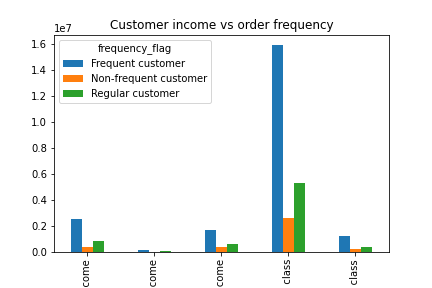 Customer income vs order frequency
1e7
frequency_flag
Frequent customer
Non-frequent customer
Regular customer
1.6
1.4
1.2
1.0
0.8
0.6
0.4
0.2
0.0
come
come
come
class
class